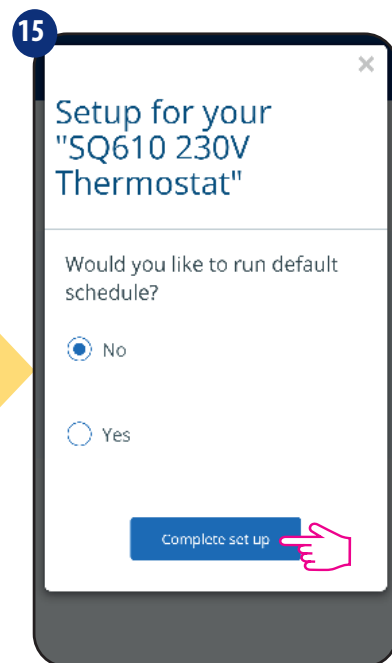 15
×
Setup for your
"SQ610 230V
Thermostat"
Would you like to run default
schedule?
No
Yes
Complete set up